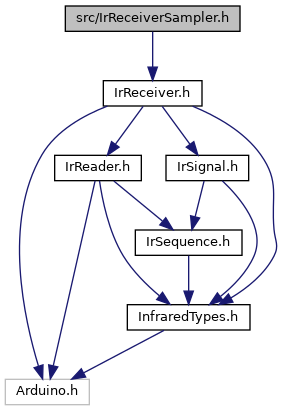 src/IrReceiverSampler.h
IrReceiver.h
IrReader.h
IrSignal.h
IrSequence.h
InfraredTypes.h
Arduino.h